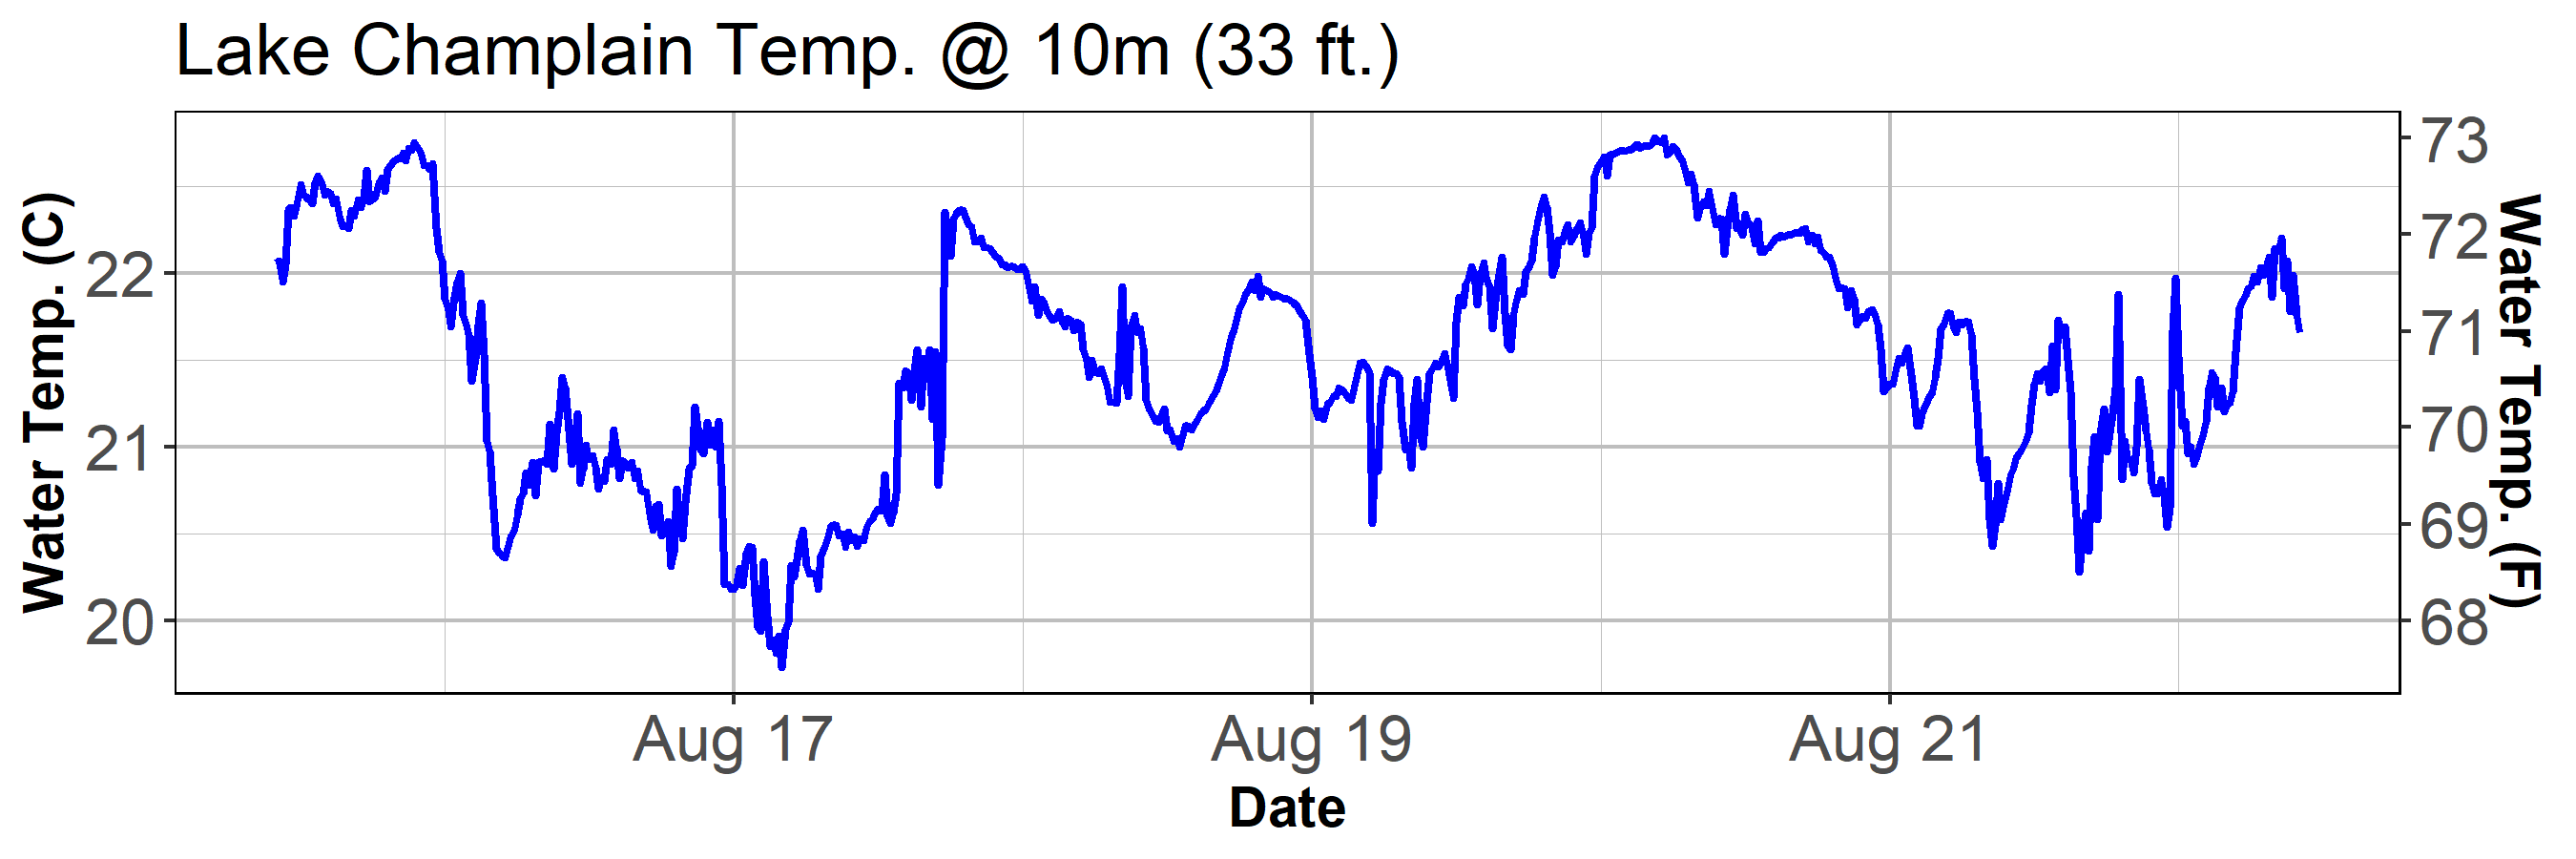 Lake Champlain Temp. @ 10m (33 ft.)
Water Temp. (C)
22
21
20
73
72
71
70
69
68
Water Temp. (F)
Aug 17
Aug 19
Aug 21
Date